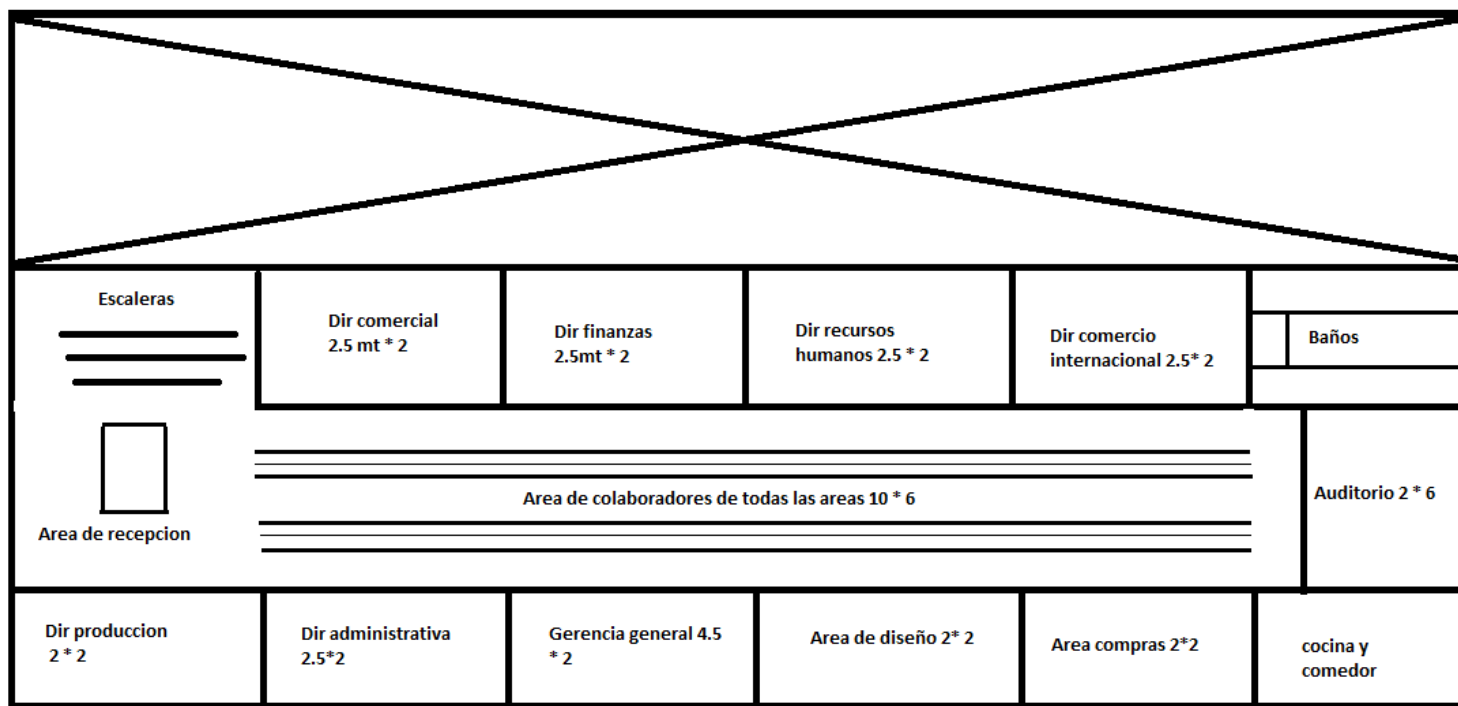 Escaleras
Dir comercial
2.5 mt * 2
Dir finanzas
2.5mt * 2
Dir recursos
humanos 2.5 * 2
Dir comercio
internacional 2.5* 2
Baños
Area de recepcion
Area de colaboradores de todas las areas 10 * 6
Auditorio 2 * 6
Dir produccion
2 * 2
Dir administrativa
2.5*2
Gerencia general 4.5
* 2
Area de diseño 2* 2
Area compras 2*2
cocina y
comedor